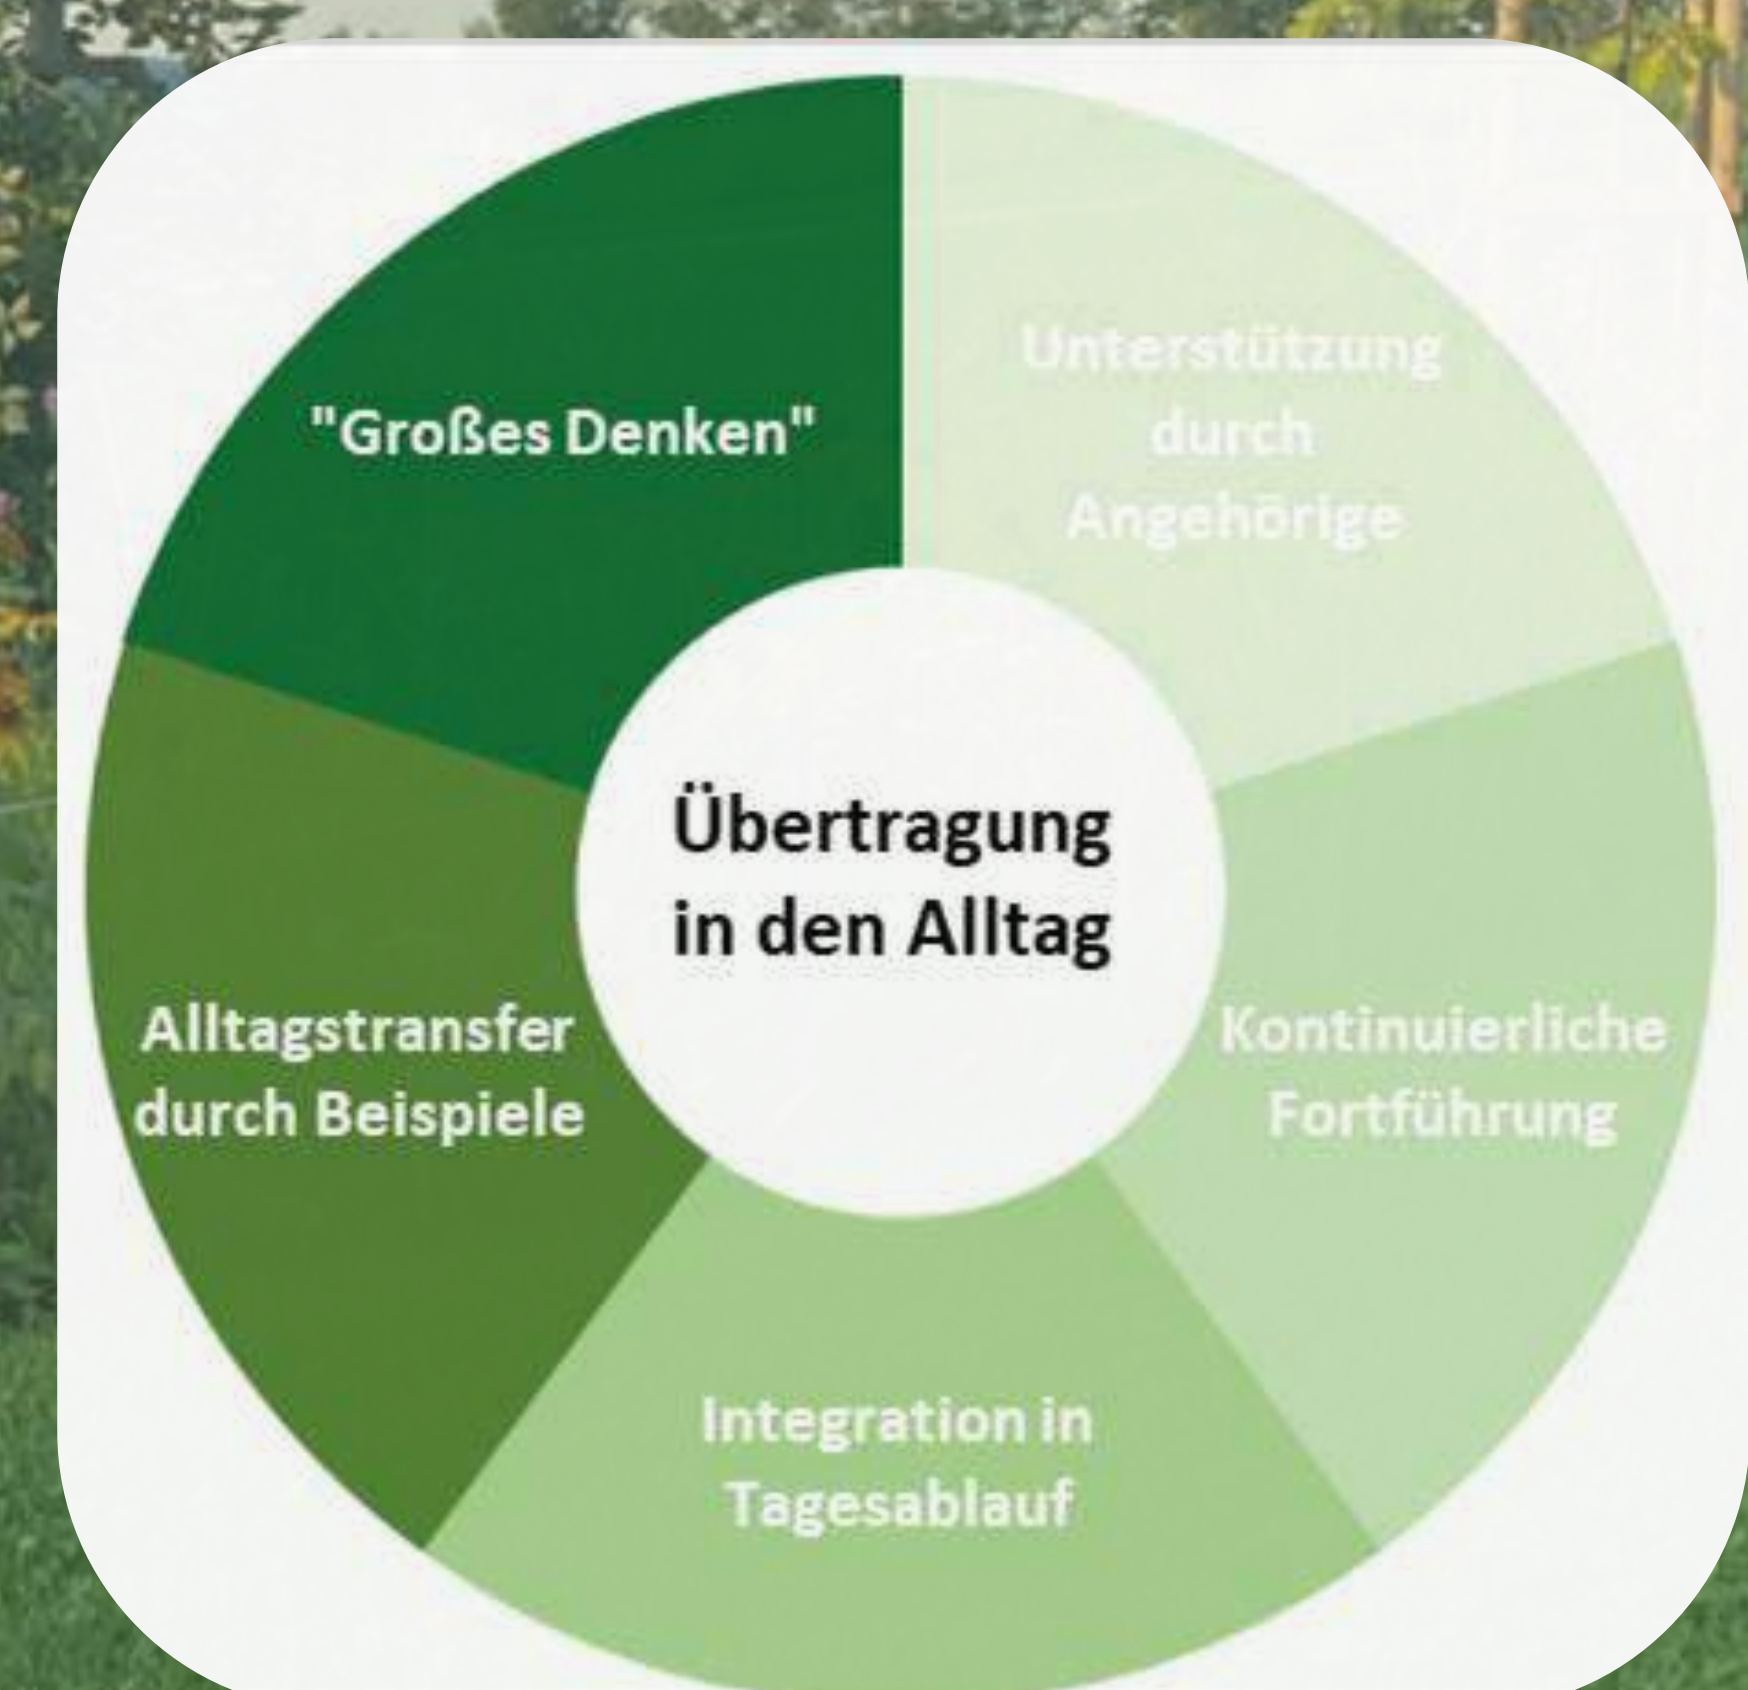 "Großes Denken"
Unterstützung
durch
Angehörige
Übertragung
in den Alltag
Alltagstransfer
durch Beispiele
Kontinuierliche
Fortführung
Integration in
Tagesablauf